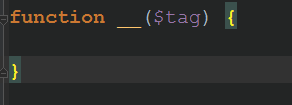 function __($tag) {
}